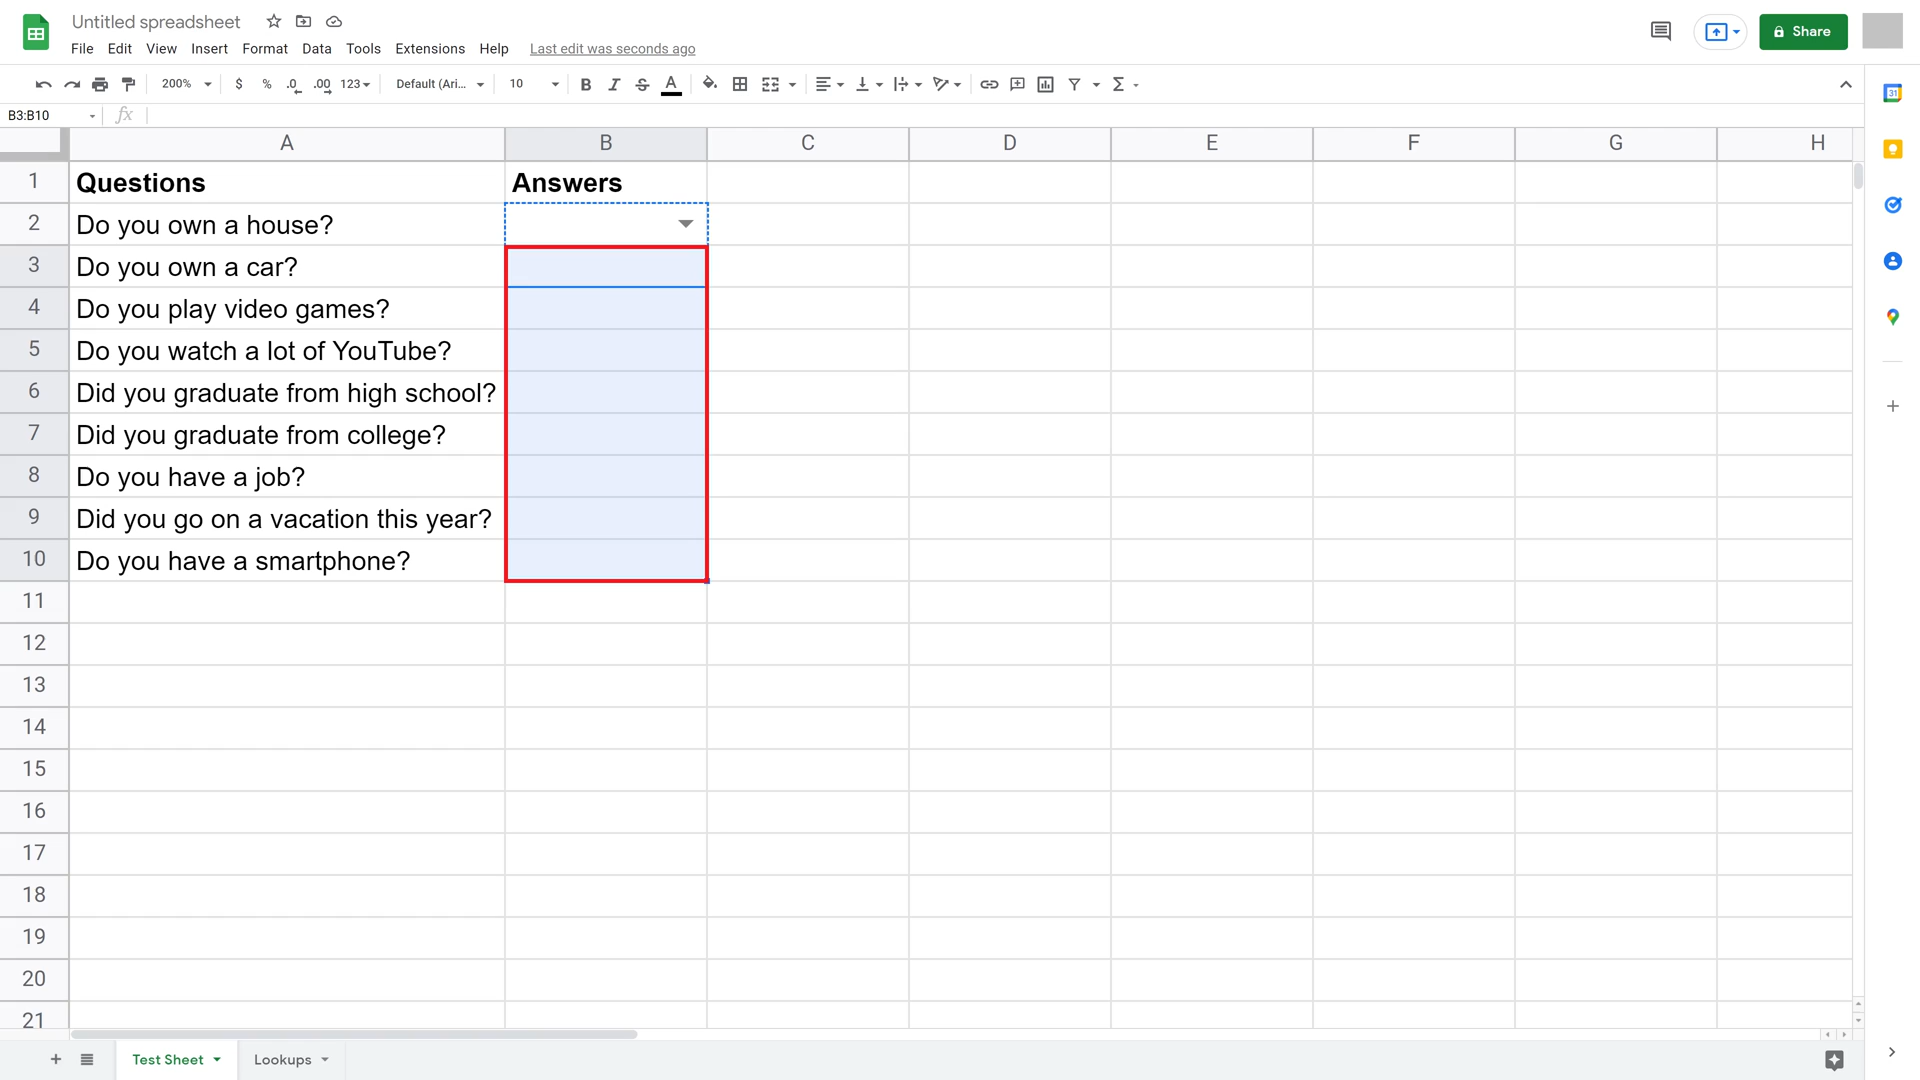 Untitled spreadsheet
File Edit View Insert Format Data Tools Extensions Help Last edit was seconds ago
Share
200% $ % .0 .00 123 Default (Ari... 10 B I S A Σ
31
B3:B10 fx
A B C D E F G H
1 Questions Answers
2 Do you own a house?
3 Do you own a car?
4 Do you play video games?
5 Do you watch a lot of YouTube?
6 Did you graduate from high school?
7 Did you graduate from college?
8 Do you have a job?
9 Did you go on a vacation this year?
10 Do you have a smartphone?
11
12
13
14
15
16
17
18
19
20
21
Test Sheet Lookups